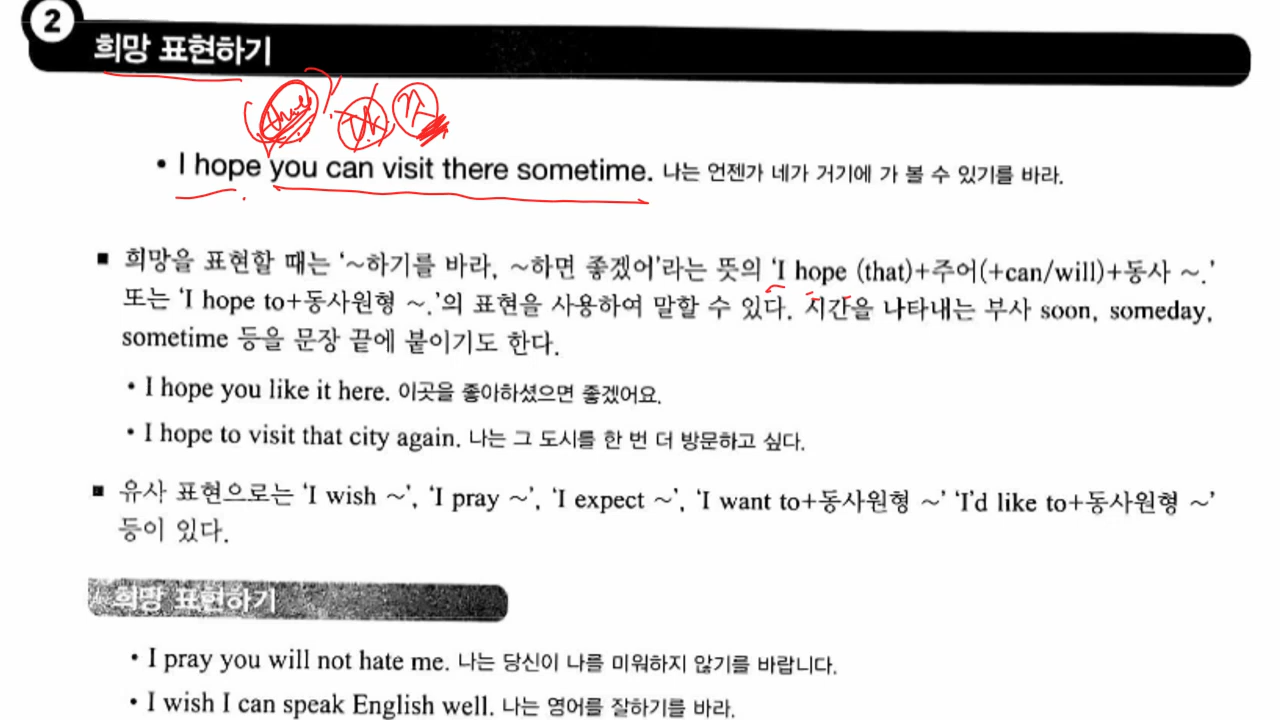 2
희망 표현하기
• I hope you can visit there sometime. 나는 언젠가 네가 거기에 가 볼 수 있기를 바라.
■ 희망을 표현할 때는 ‘~하기를 바라, ~하면 좋겠어’라는 뜻의 ‘I hope (that)+주어(+can/will)+동사 ~.’
또는 ‘I hope to+동사원형 ~.’의 표현을 사용하여 말할 수 있다. 시간을 나타내는 부사 soon, someday,
sometime 등을 문장 끝에 붙이기도 한다.
• I hope you like it here. 이곳을 좋아하셨으면 좋겠어요.
• I hope to visit that city again. 나는 그 도시를 한 번 더 방문하고 싶다.
■ 유사 표현으로는 ‘I wish ~’, ‘I pray ~’, ‘I expect ~’, ‘I want to+동사원형 ~’ ‘I’d like to+동사원형 ~’
등이 있다.
희망 표현하기
• I pray you will not hate me. 나는 당신이 나를 미워하지 않기를 바랍니다.
• I wish I can speak English well. 나는 영어를 잘하기를 바라.